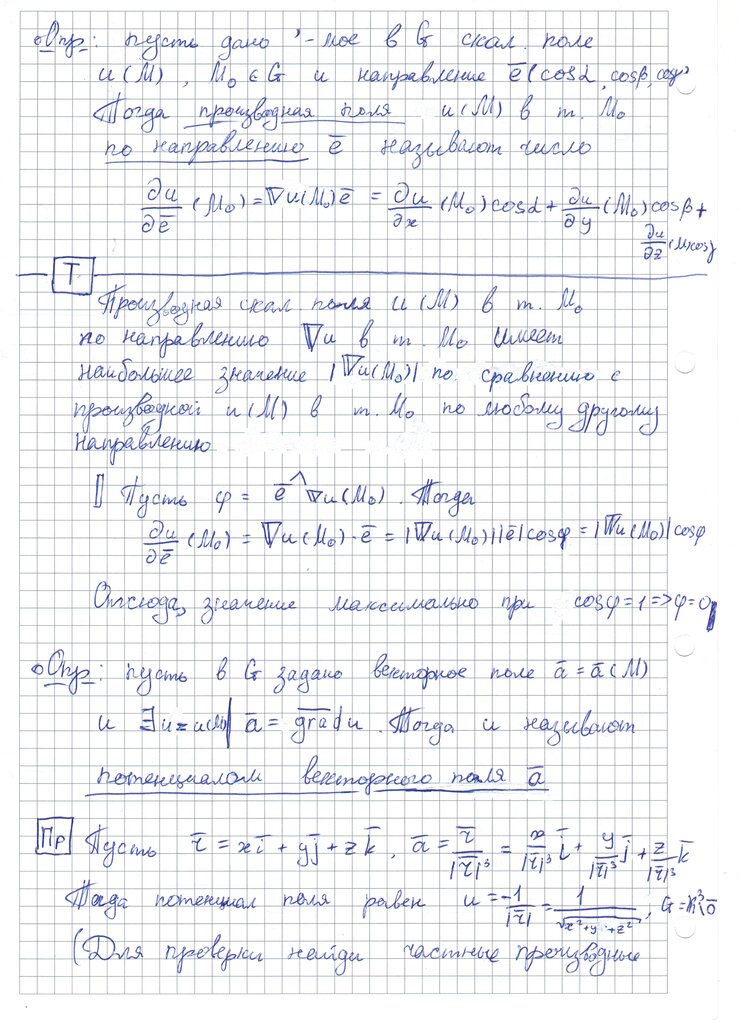 Опр: пусть дано '-мое в G скал. поле
u(M), M₀ ∈ G и направление ē(cosα, cosβ, cosγ)
Тогда производная поля u(M) в т. M₀
по направлению ē называют число
∂u/∂ē (M₀) = ∇u(M₀)ē = ∂u/∂x (M₀)cosα + ∂u/∂y (M₀)cosβ +
∂u/∂z (M₀)cosγ
Т
Производная скал поля u(M) в т. M₀
по направлению ∇u в т. M₀ имеет
наибольшее значение |∇u(M₀)| по сравнению с
производной u(M) в т. M₀ по любому другому
направлению
[] Пусть φ = ē^∇u(M₀). Тогда
∂u/∂ē (M₀) = ∇u(M₀)·ē = |∇u(M₀)||ē|cosφ = |∇u(M₀)|cosφ
Отсюда, значение максимально при cosφ=1 => φ=0
Опр: пусть в G задано векторное поле ā = ā(M)
и ∃u = u(M) | ā = grad u. Тогда u называют
потенциалом векторного поля ā
Пр Пусть r̄ = xī + yj̄ + zk̄, ā = r̄/|r̄|³ = x/|r̄|³ ī + y/|r̄|³ j̄ + z/|r̄|³ k̄
Тогда потенциал поля равен u = -1/|r̄| = 1/√(x²+y²+z²), G = R³\0̄
(Для проверки найди частные производные